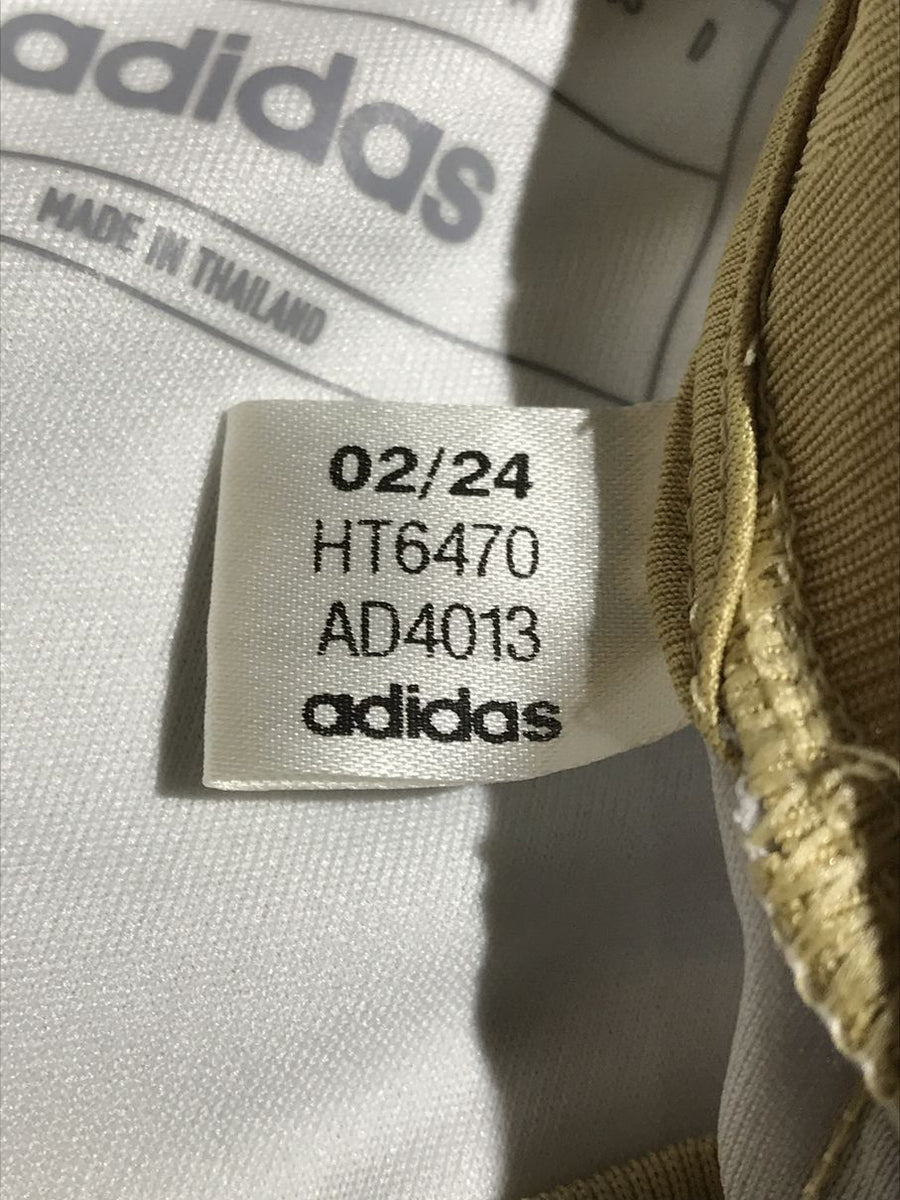 adidas
MADE IN THAILAND
02/24
HT6470
AD4013
adidas